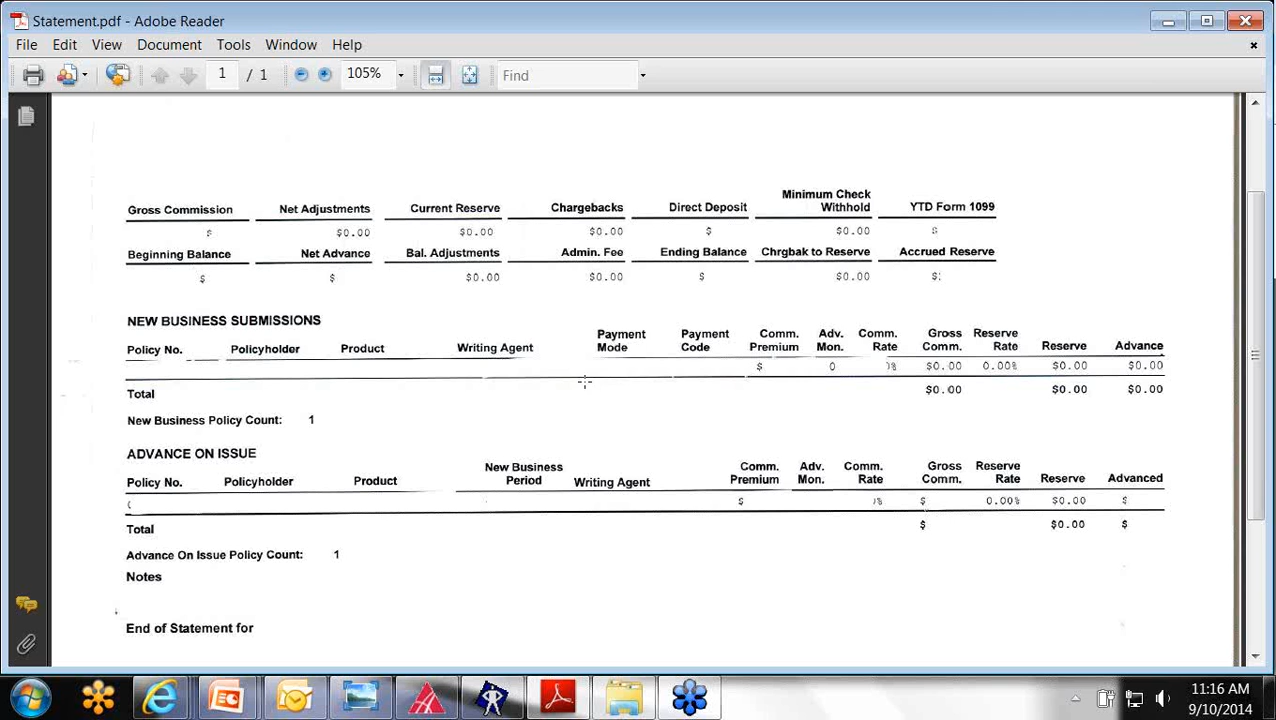 Statement.pdf - Adobe Reader
File Edit View Document Tools Window Help
1 / 1 105% Find
Minimum Check
Gross Commission Net Adjustments Current Reserve Chargebacks Direct Deposit Withhold YTD Form 1099
$ $0.00 $0.00 $0.00 $ $0.00 $
Beginning Balance Net Advance Bal. Adjustments Admin. Fee Ending Balance Chrgbak to Reserve Accrued Reserve
$ $ $0.00 $0.00 $ $0.00 $
NEW BUSINESS SUBMISSIONS
Payment Payment Comm. Adv. Comm. Gross Reserve
Policy No. Policyholder Product Writing Agent Mode Code Premium Mon. Rate Comm. Rate Reserve Advance
$ 0 % $0.00 0.00% $0.00 $0.00
Total $0.00 $0.00 $0.00
New Business Policy Count: 1
ADVANCE ON ISSUE
New Business Comm. Adv. Comm. Gross Reserve
Policy No. Policyholder Product Period Writing Agent Premium Mon. Rate Comm. Rate Reserve Advanced
$ % $ 0.00% $0.00 $
Total $ $0.00 $
Advance On Issue Policy Count: 1
Notes
End of Statement for
11:16 AM
9/10/2014